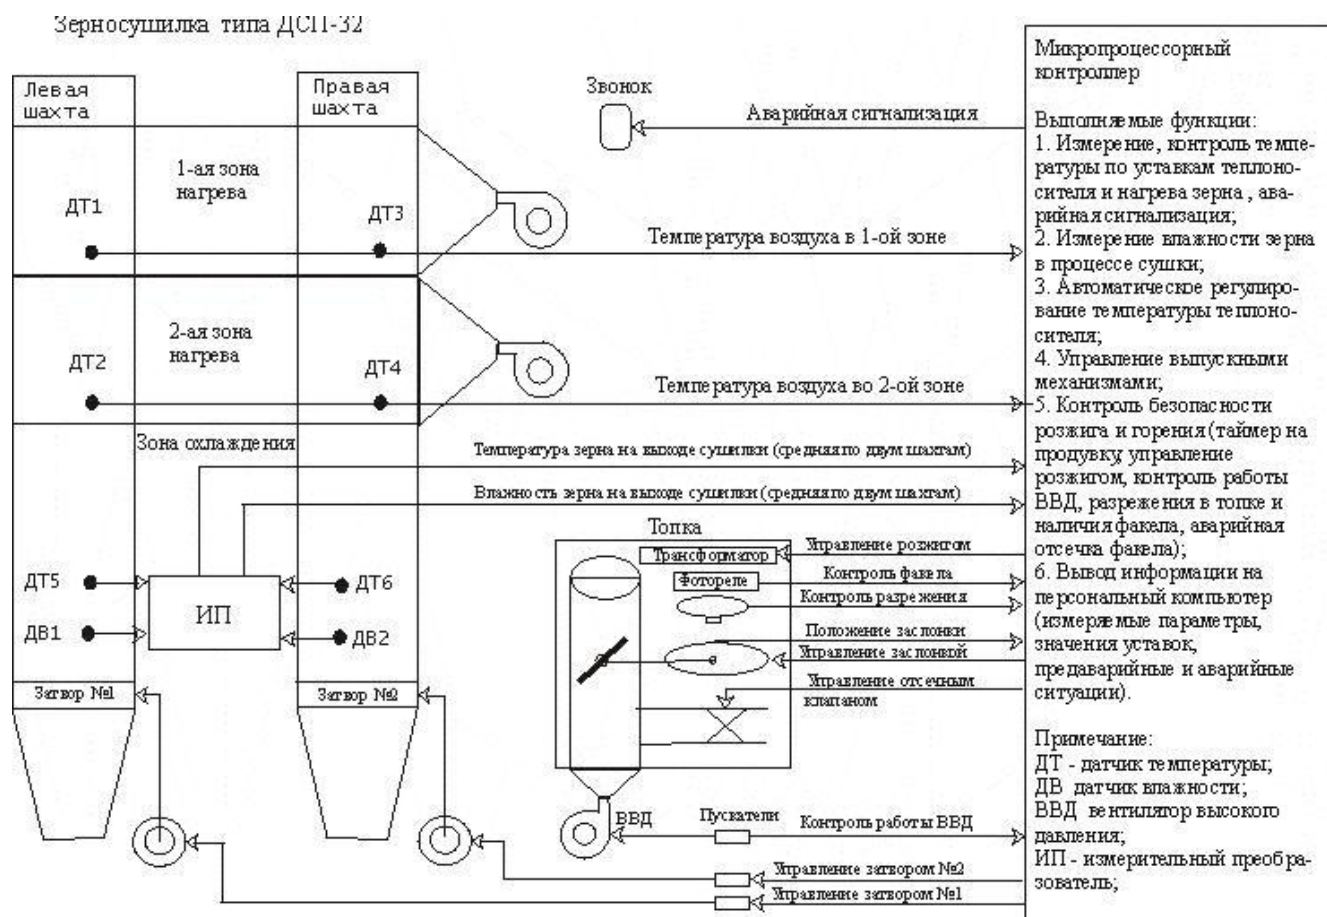 Зерносушилка типа ДСП-32
Левая
шахта
Правая
шахта
1-ая зона
нагрева
ДТ1
ДТ3
2-ая зона
нагрева
ДТ2
ДТ4
Зона охлаждения
ДТ5
ДТ6
ИП
ДВ1
ДВ2
Затвор №1
Затвор №2
Звонок
Аварийная сигнализация
Температура воздуха в 1-ой зоне
Температура воздуха во 2-ой зоне
Температура зерна на выходе сушилки (средняя по двум шахтам)
Влажность зерна на выходе сушилки (средняя по двум шахтам)
Топка
Трансформатор
Управление розжигом
Фотореле
Контроль факела
Контроль разрежения
Положение заслонки
Управление заслонкой
Управление отсечным
клапаном
ВВД
Пускатели
Контроль работы ВВД
Управление затвором №2
Управление затвором №1
Микропроцессорный
контроллер
Выполняемые функции:
1. Измерение, контроль темпе-
ратуры по уставкам теплоно-
сителя и нагрева зерна , ава-
рийная сигнализация;
2. Измерение влажности зерна
в процессе сушки;
3. Автоматическое регулиро-
вание температуры теплоно-
сителя;
4. Управление выпускными
механизмами;
5. Контроль безопасности
розжига и горения (таймер на
продувку, управление
розжигом, контроль работы
ВВД, разрежения в топке и
наличия факела, аварийная
отсечка факела);
6. Вывод информации на
персональный компьютер
(измеряемые параметры,
значения уставок,
предаварийные и аварийные
ситуации).
Примечание:
ДТ - датчик температуры;
ДВ датчик влажности;
ВВД вентилятор высокого
давления;
ИП - измерительный преобра-
зователь;